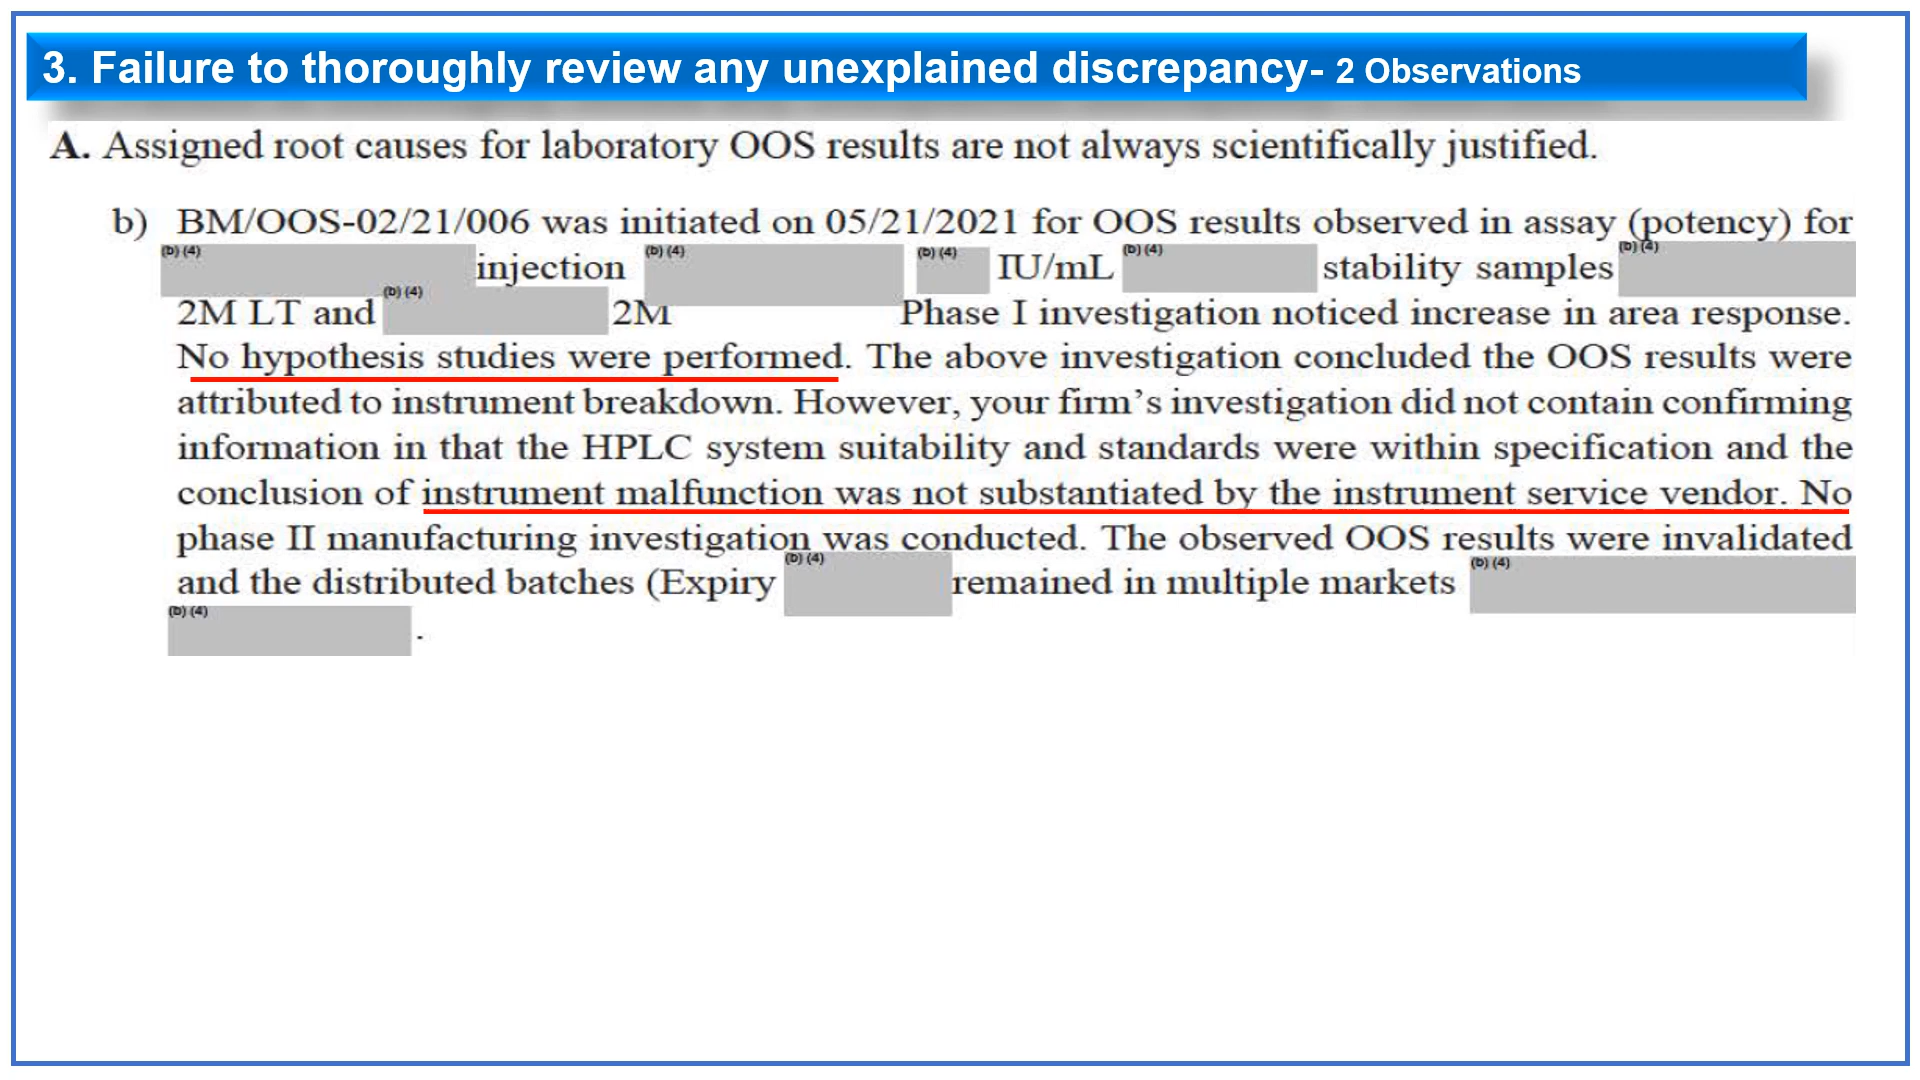 3. Failure to thoroughly review any unexplained discrepancy- 2 Observations
A. Assigned root causes for laboratory OOS results are not always scientifically justified.
b) BM/OOS-02/21/006 was initiated on 05/21/2021 for OOS results observed in assay (potency) for
(b) (4) injection (b) (4) (b) (4) IU/mL (b) (4) stability samples (b) (4)
2M LT and (b) (4) 2M Phase I investigation noticed increase in area response.
No hypothesis studies were performed. The above investigation concluded the OOS results were
attributed to instrument breakdown. However, your firm's investigation did not contain confirming
information in that the HPLC system suitability and standards were within specification and the
conclusion of instrument malfunction was not substantiated by the instrument service vendor. No
phase II manufacturing investigation was conducted. The observed OOS results were invalidated
and the distributed batches (Expiry (b) (4) remained in multiple markets (b) (4)
(b) (4) .